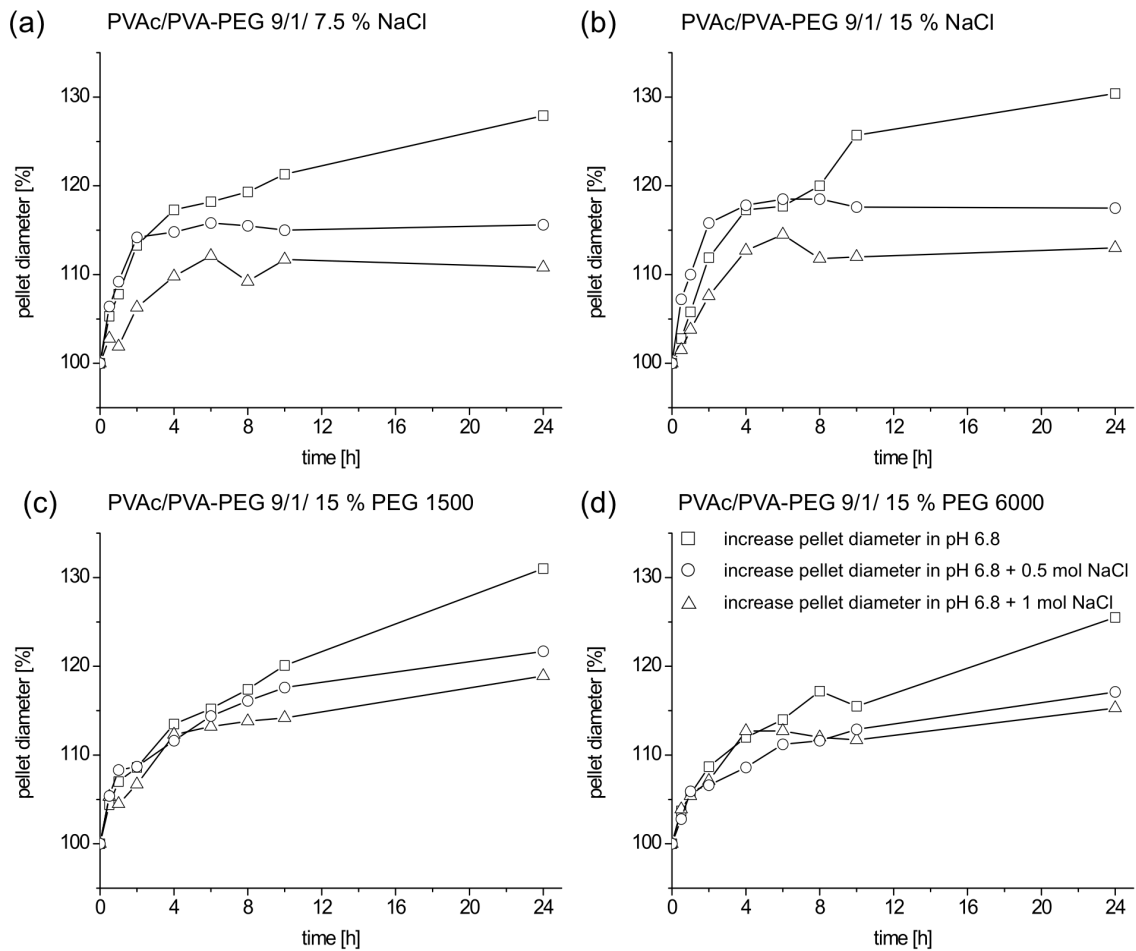 (a) PVAc/PVA-PEG 9/1/ 7.5 % NaCl
130
120
110
100
pellet diameter [%]
0 4 8 12 16 20 24
time [h]
(b) PVAc/PVA-PEG 9/1/ 15 % NaCl
130
120
110
100
pellet diameter [%]
0 4 8 12 16 20 24
time [h]
(c) PVAc/PVA-PEG 9/1/ 15 % PEG 1500
130
120
110
100
pellet diameter [%]
0 4 8 12 16 20 24
time [h]
(d) PVAc/PVA-PEG 9/1/ 15 % PEG 6000
increase pellet diameter in pH 6.8
increase pellet diameter in pH 6.8 + 0.5 mol NaCl
increase pellet diameter in pH 6.8 + 1 mol NaCl
130
120
110
100
pellet diameter [%]
0 4 8 12 16 20 24
time [h]